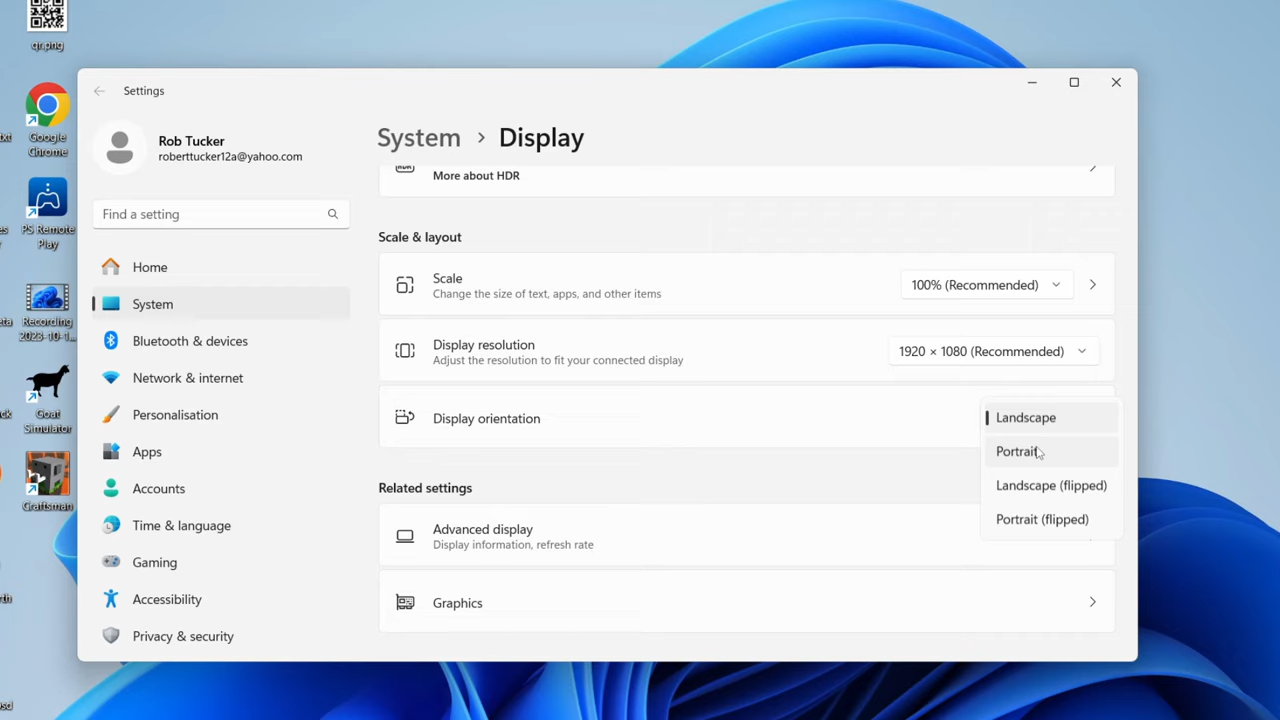 qr.png
Google
Chrome
PS Remote
Play
Recording
2023-10-1...
Goat
Simulator
Craftsman
Settings
Rob Tucker
roberttucker12a@yahoo.com
Find a setting
Home
System
Bluetooth & devices
Network & internet
Personalisation
Apps
Accounts
Time & language
Gaming
Accessibility
Privacy & security
System > Display
HDR
More about HDR
Scale & layout
Scale
Change the size of text, apps, and other items
100% (Recommended)
Display resolution
Adjust the resolution to fit your connected display
1920 × 1080 (Recommended)
Display orientation
Landscape
Portrait
Landscape (flipped)
Portrait (flipped)
Related settings
Advanced display
Display information, refresh rate
Graphics